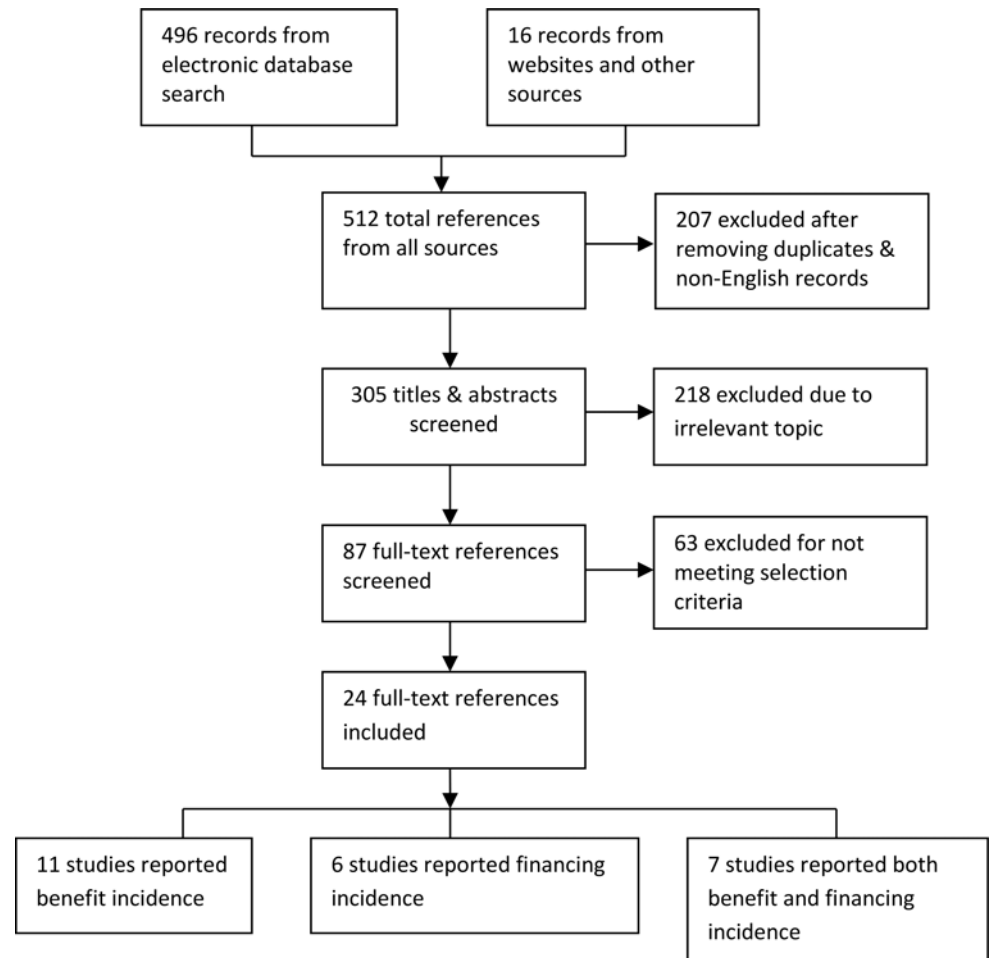 496 records from
electronic database
search
16 records from
websites and other
sources
512 total references
from all sources
207 excluded after
removing duplicates &
non-English records
305 titles & abstracts
screened
218 excluded due to
irrelevant topic
87 full-text references
screened
63 excluded for not
meeting selection
criteria
24 full-text references
included
11 studies reported
benefit incidence
6 studies reported financing
incidence
7 studies reported both
benefit and financing
incidence